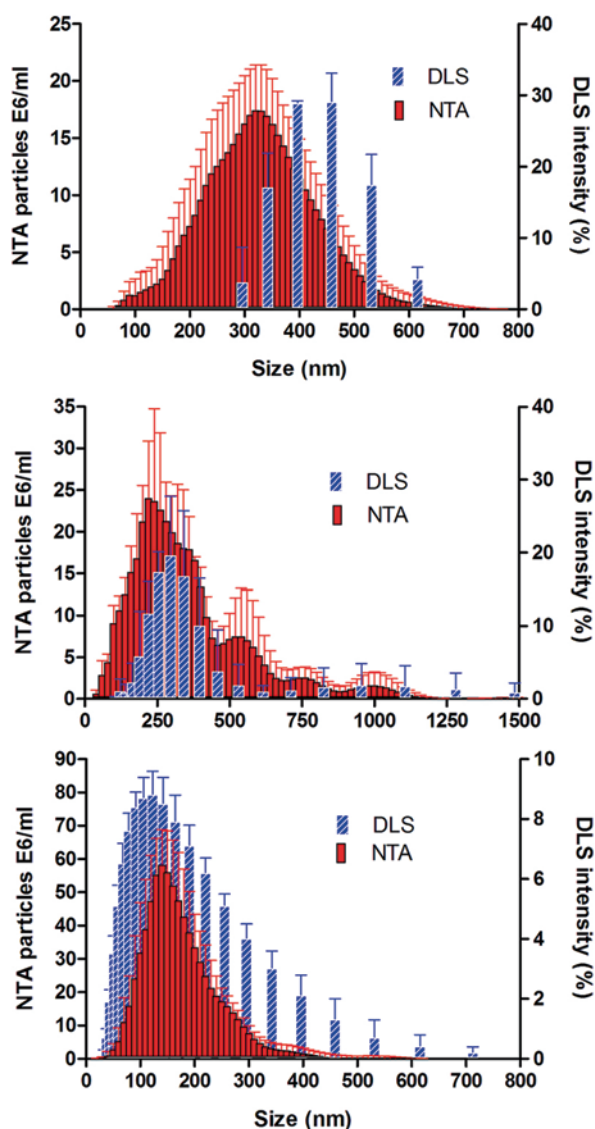 25
20
15
10
5
0
NTA particles E6/ml
40
30
20
10
0
DLS intensity (%)
DLS
NTA
0 100 200 300 400 500 600 700 800
Size (nm)
35
30
25
20
15
10
5
0
NTA particles E6/ml
40
30
20
10
0
DLS intensity (%)
DLS
NTA
0 250 500 750 1000 1250 1500
90
80
70
60
50
40
30
20
10
0
NTA particles E6/ml
10
8
6
4
2
0
DLS intensity (%)
DLS
NTA
0 100 200 300 400 500 600 700 800
Size (nm)